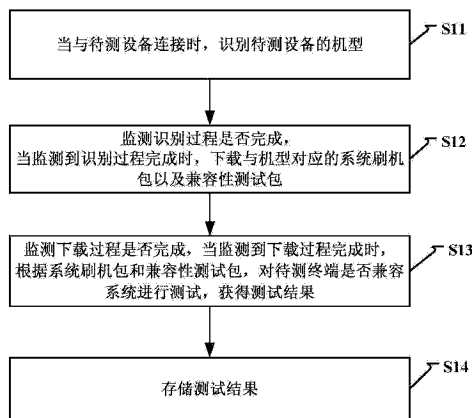 当与待测设备连接时，识别待测设备的机型
S11
监测识别过程是否完成，
当监测到识别过程完成时，下载与机型对应的系统刷机
包以及兼容性测试包
S12
监测下载过程是否完成，当监测到下载过程完成时，
根据系统刷机包和兼容性测试包，对待测终端是否兼容
系统进行测试，获得测试结果
S13
存储测试结果
S14